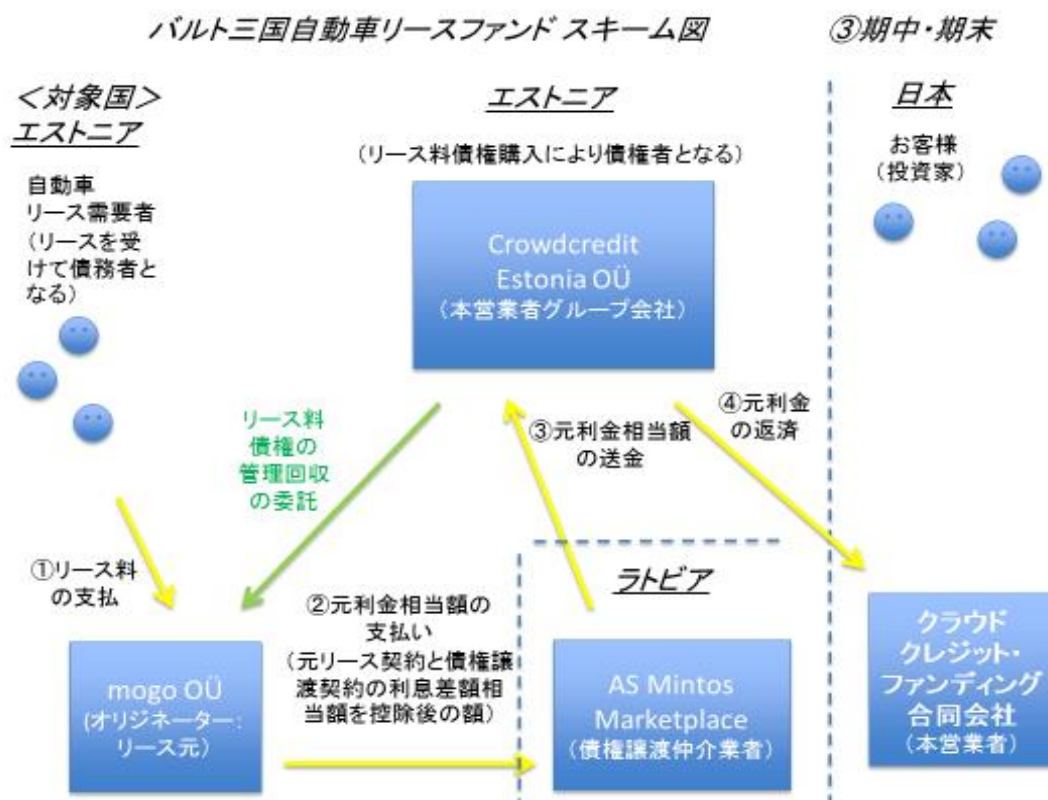 バルト三国自動車リースファンド スキーム図
③期中・期末
＜対象国＞
エストニア
自動車
リース需要者
（リースを受
けて債務者と
なる）
エストニア
（リース料債権購入により債権者となる）
Crowdcredit
Estonia OÜ
（本営業者グループ会社）
日本
お客様
（投資家）
リース料
債権の
管理回収
の委託
③元利金相当額
の送金
④元利金
の返済
①リース料
の支払
②元利金相当額の
支払い
（元リース契約と債権譲
渡契約の利息差額相
当額を控除後の額）
ラトビア
mogo OÜ
(オリジネーター：
リース元）
AS Mintos
Marketplace
（債権譲渡仲介業者）
クラウド
クレジット・
ファンディング
合同会社
（本営業者）